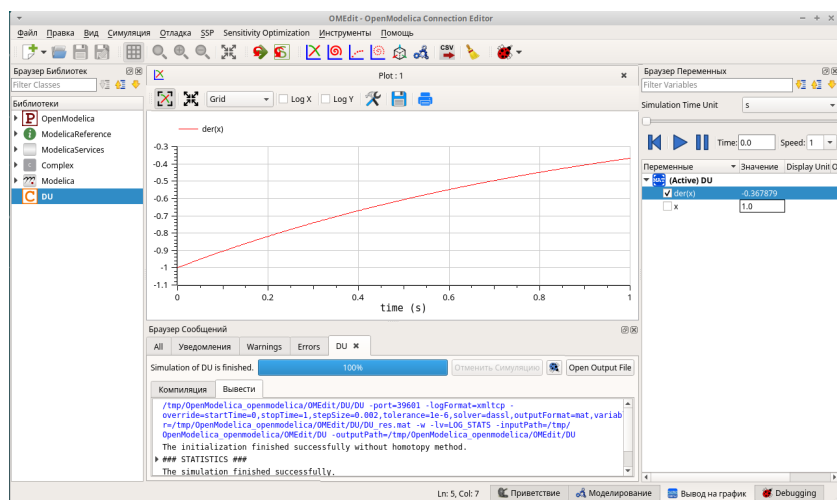 OMEdit - OpenModelica Connection Editor
Файл Правка Вид Симуляция Отладка SSP Sensitivity Optimization Инструменты Помощь
CSV
Браузер Библиотек
Filter Classes
Библиотеки
P OpenModelica
i ModelicaReference
ModelicaServices
Complex
Modelica
C DU
Plot : 1
Grid
Log X
Log Y
der(x)
-0.3
-0.4
-0.5
-0.6
-0.7
-0.8
-0.9
-1
-1.1
0 0.2 0.4 0.6 0.8 1
time (s)
Браузер Сообщений
All Уведомления Warnings Errors DU
Simulation of DU is finished. 100% Отменить Симуляцию Open Output File
Компиляция Вывести
/tmp/OpenModelica_openmodelica/OMEdit/DU/DU -port=39601 -logFormat=xmltcp -
override=startTime=0,stopTime=1,stepSize=0.002,tolerance=1e-6,solver=dassl,outputFormat=mat,variab
r=/tmp/OpenModelica_openmodelica/OMEdit/DU/DU_res.mat -w -lv=LOG_STATS -inputPath=/tmp/
OpenModelica_openmodelica/OMEdit/DU -outputPath=/tmp/OpenModelica_openmodelica/OMEdit/DU
The initialization finished successfully without homotopy method.
### STATISTICS ###
The simulation finished successfully.
Браузер Переменных
Filter Variables
Simulation Time Unit s
Time: 0.0 Speed: 1
Переменные Значение Display Unit О
(Active) DU
der(x) -0.367879
x 1.0
Ln: 5, Col: 7 Приветствие Моделирование Вывод на график Debugging